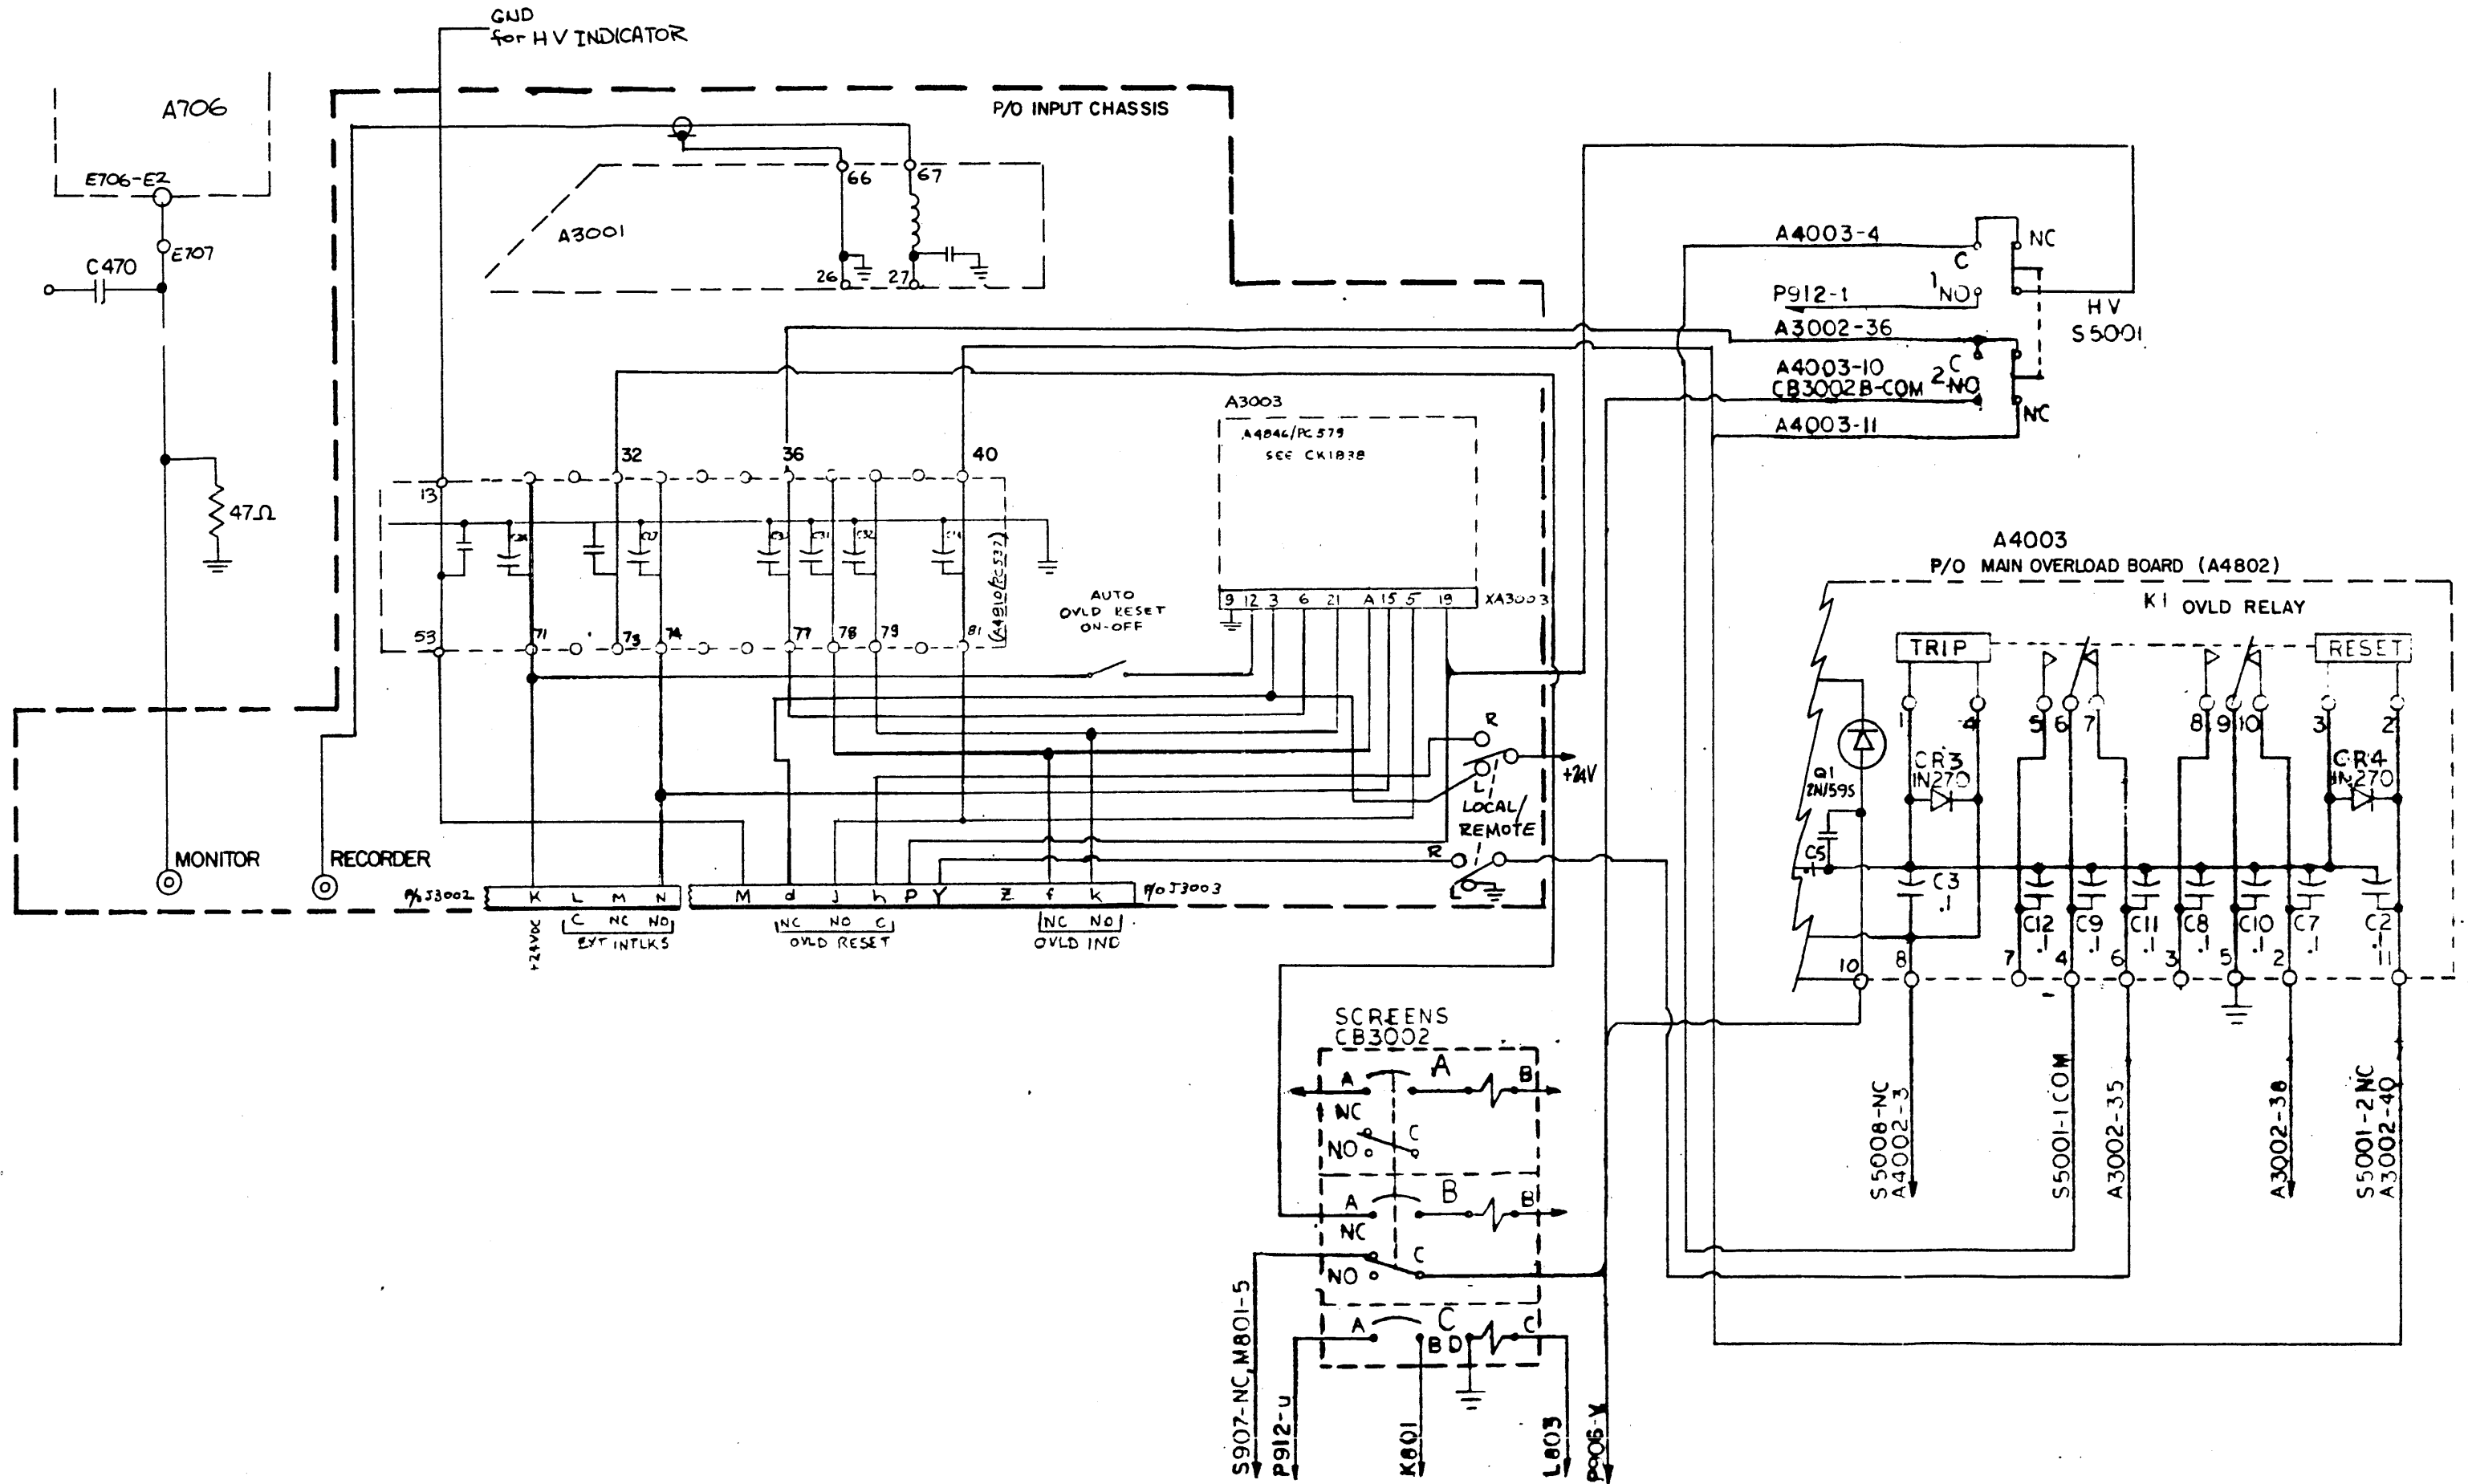 GND
for HV INDICATOR
A706
E706-E2
E707
C470
47Ω
P/O INPUT CHASSIS
66
67
A3001
26
27
A4003-4
C
NC
1
NO
P912-1
HV
S5001
A3002-36
A4003-10
C
2
NO
CB3002B-COM
NC
A4003-11
A3003
A4846/PC579
SEE CK1838
13
32
36
40
C27
C31
C32
(A4810/PC537)
53
71
73
74
77
78
79
81
AUTO
OVLD RESET
ON-OFF
9 12 3 6 21 A 15 5 19
XA3003
R
L
+24V
LOCAL/
REMOTE
R
L
MONITOR
RECORDER
P/O J3002
K L M N
M d J h P Y Z f k
P/O J3003
+24VDC
C NC NO
EXT INTLKS
NC NO C
OVLD RESET
NC NO
OVLD IND
A4003
P/O MAIN OVERLOAD BOARD (A4802)
K1 OVLD RELAY
TRIP
RESET
1 4 5 6 7 8 9 10 3 2
Q1
2N1595
CR3
1N270
CR4
1N270
C5
C3
.1
C12
.1
C9
.1
C11
.1
C8
.1
C10
.1
C7
.1
C2
.1
10 8 7 4 6 3 5 2 11
S5008-NC
A4002-3
S5001-1COM
A3002-35
A3002-38
S5001-2NC
A3002-40
SCREENS
CB3002
A
A
B
NC
C
NO
B
A
B
NC
C
NO
C
A
B D
C
S907-NC, M801-5
P912-U
K801
L803
P906-Y